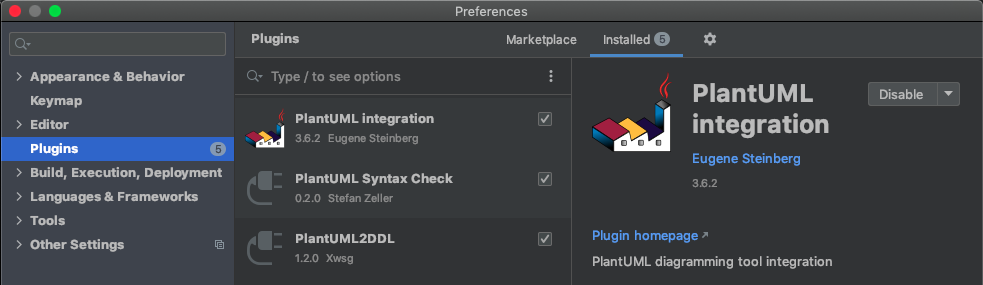 Preferences
Appearance & Behavior
Keymap
Editor
Plugins 5
Build, Execution, Deployment
Languages & Frameworks
Tools
Other Settings
Plugins
Marketplace
Installed 5
Type / to see options
PlantUML integration
3.6.2 Eugene Steinberg
PlantUML Syntax Check
0.2.0 Stefan Zeller
PlantUML2DDL
1.2.0 Xwsg
PlantUML
integration
Disable
Eugene Steinberg
3.6.2
Plugin homepage
PlantUML diagramming tool integration